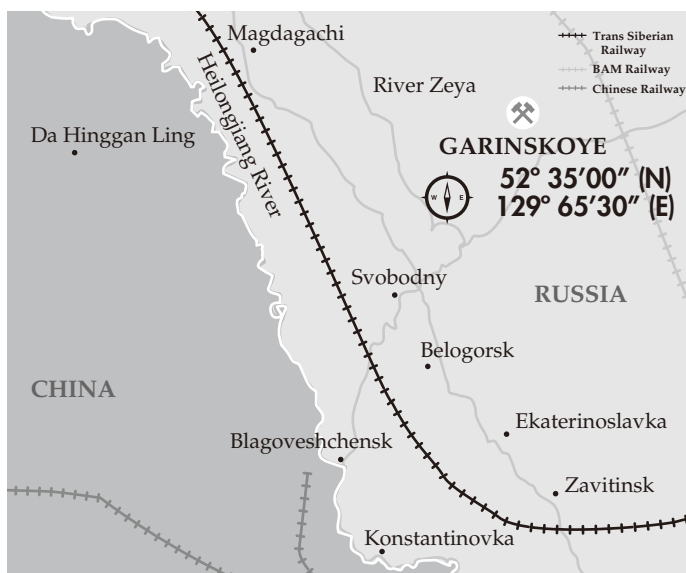 Magdagachi
Trans Siberian
Railway
BAM Railway
Chinese Railway
River Zeya
Heilongjiang River
Da Hinggan Ling
GARINSKOYE
52° 35'00" (N)
129° 65'30" (E)
W E
Svobodny
RUSSIA
Belogorsk
CHINA
Ekaterinoslavka
Blagoveshchensk
Zavitinsk
Konstantinovka